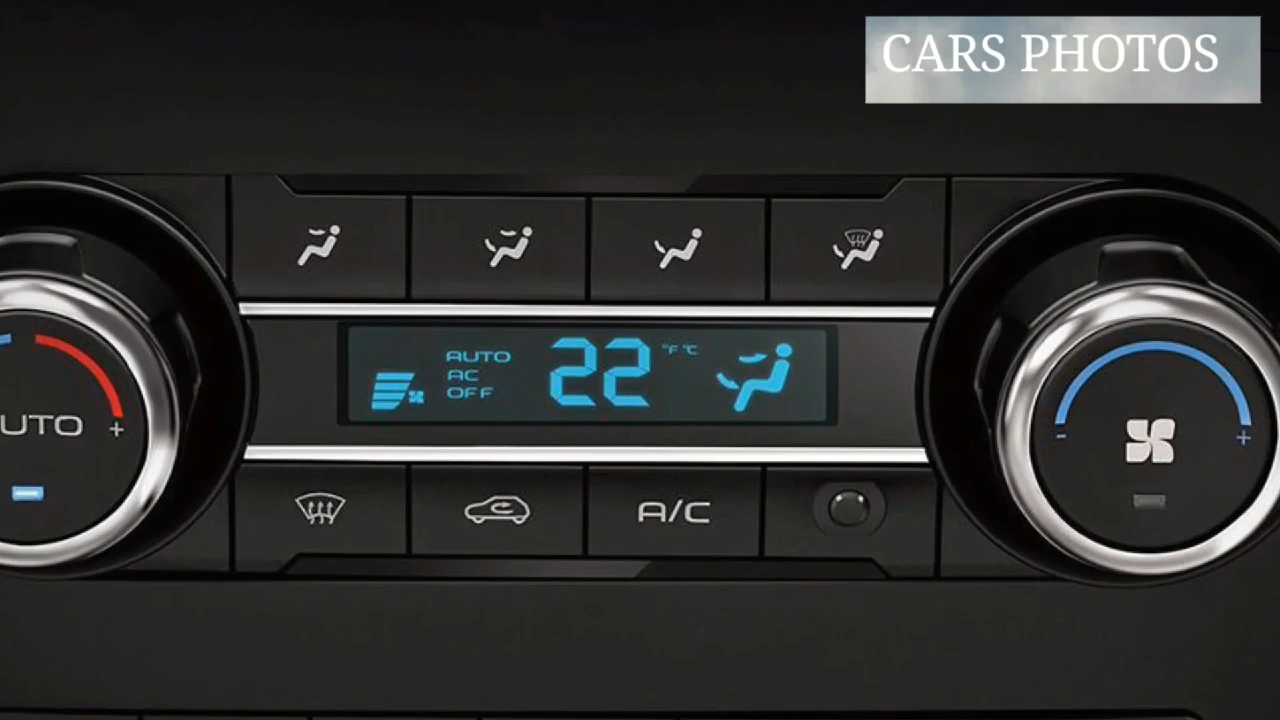 CARS PHOTOS
AUTO
AC
OFF
22
°F °C
UTO +
- +
A/C